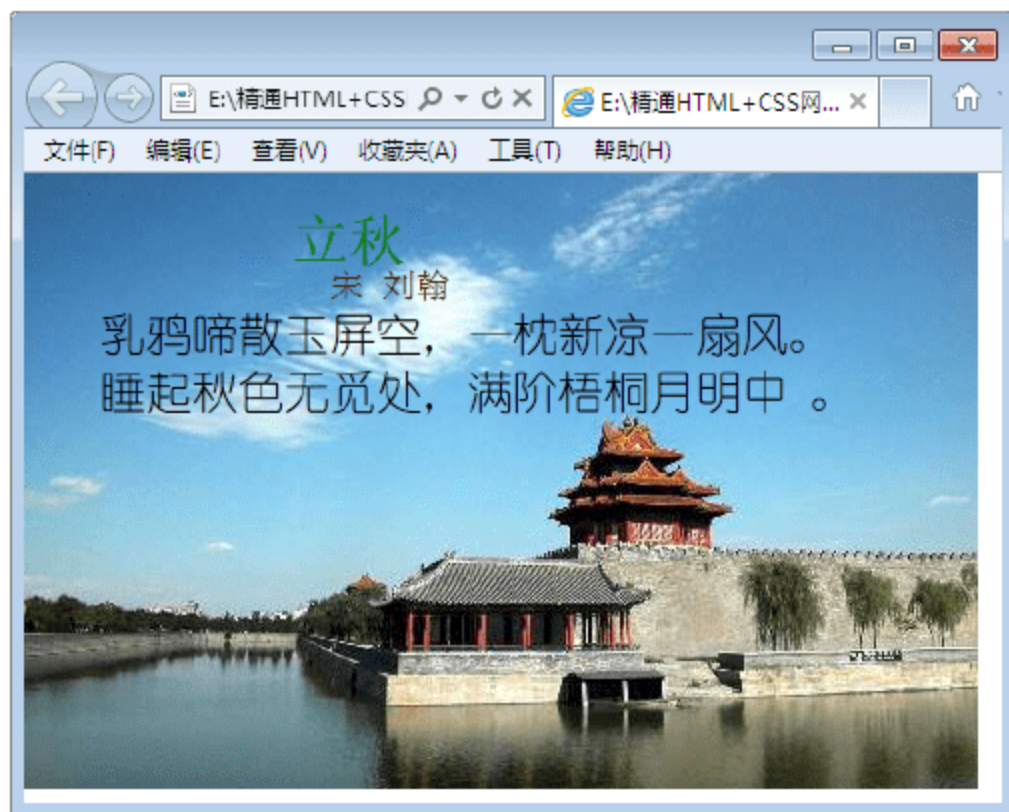 E:\精通HTML+CSS
E:\精通HTML+CSS网...
文件(F) 编辑(E) 查看(V) 收藏夹(A) 工具(T) 帮助(H)
立秋
宋 刘翰
乳鸦啼散玉屏空，一枕新凉一扇风。
睡起秋色无觅处，满阶梧桐月明中 。